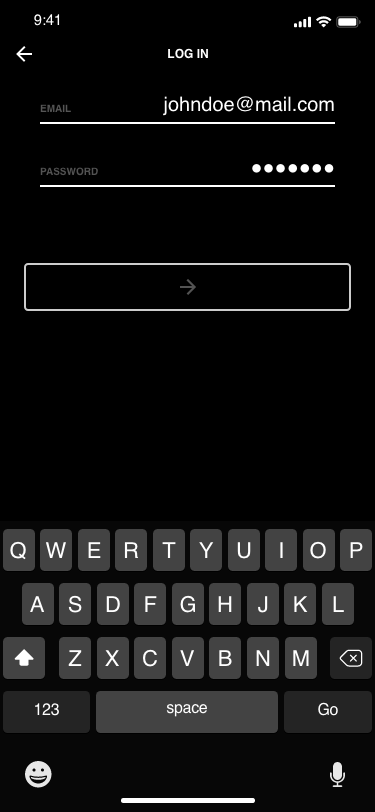 9:41
LOG IN
EMAIL johndoe@mail.com
PASSWORD •••••••
Q W E R T Y U I O P
A S D F G H J K L
Z X C V B N M
123 space Go